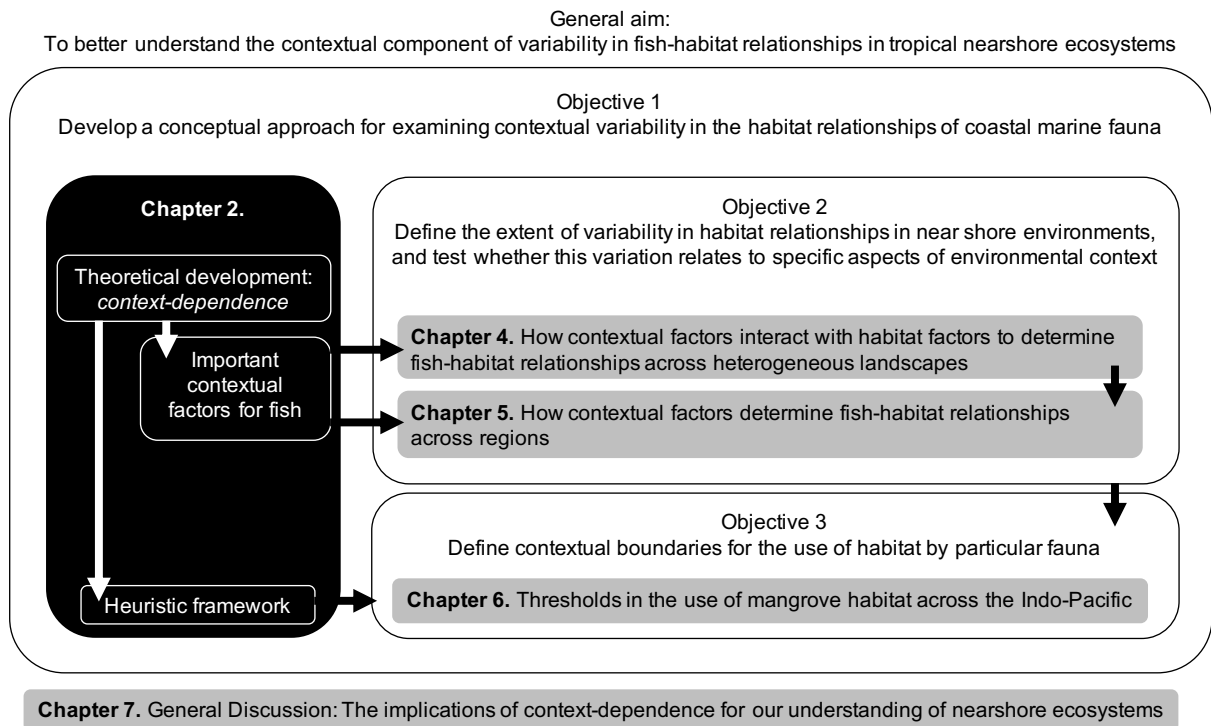 General aim:
To better understand the contextual component of variability in fish-habitat relationships in tropical nearshore ecosystems
Objective 1
Develop a conceptual approach for examining contextual variability in the habitat relationships of coastal marine fauna
Chapter 2.
Theoretical development:
context-dependence
Important
contextual
factors for fish
Heuristic framework
Objective 2
Define the extent of variability in habitat relationships in near shore environments,
and test whether this variation relates to specific aspects of environmental context
Chapter 4. How contextual factors interact with habitat factors to determine
fish-habitat relationships across heterogeneous landscapes
Chapter 5. How contextual factors determine fish-habitat relationships
across regions
Objective 3
Define contextual boundaries for the use of habitat by particular fauna
Chapter 6. Thresholds in the use of mangrove habitat across the Indo-Pacific
Chapter 7. General Discussion: The implications of context-dependence for our understanding of nearshore ecosystems